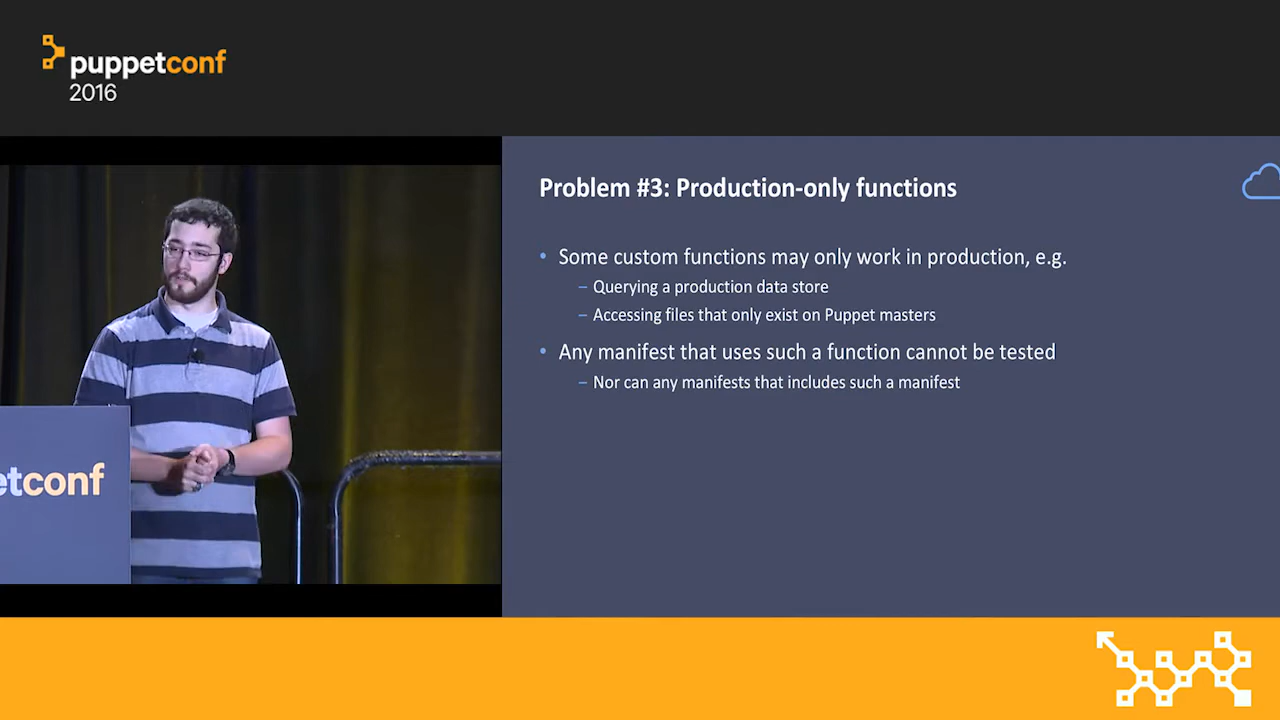 puppetconf
2016
Problem #3: Production-only functions
• Some custom functions may only work in production, e.g.
– Querying a production data store
– Accessing files that only exist on Puppet masters
• Any manifest that uses such a function cannot be tested
– Nor can any manifests that includes such a manifest
etconf